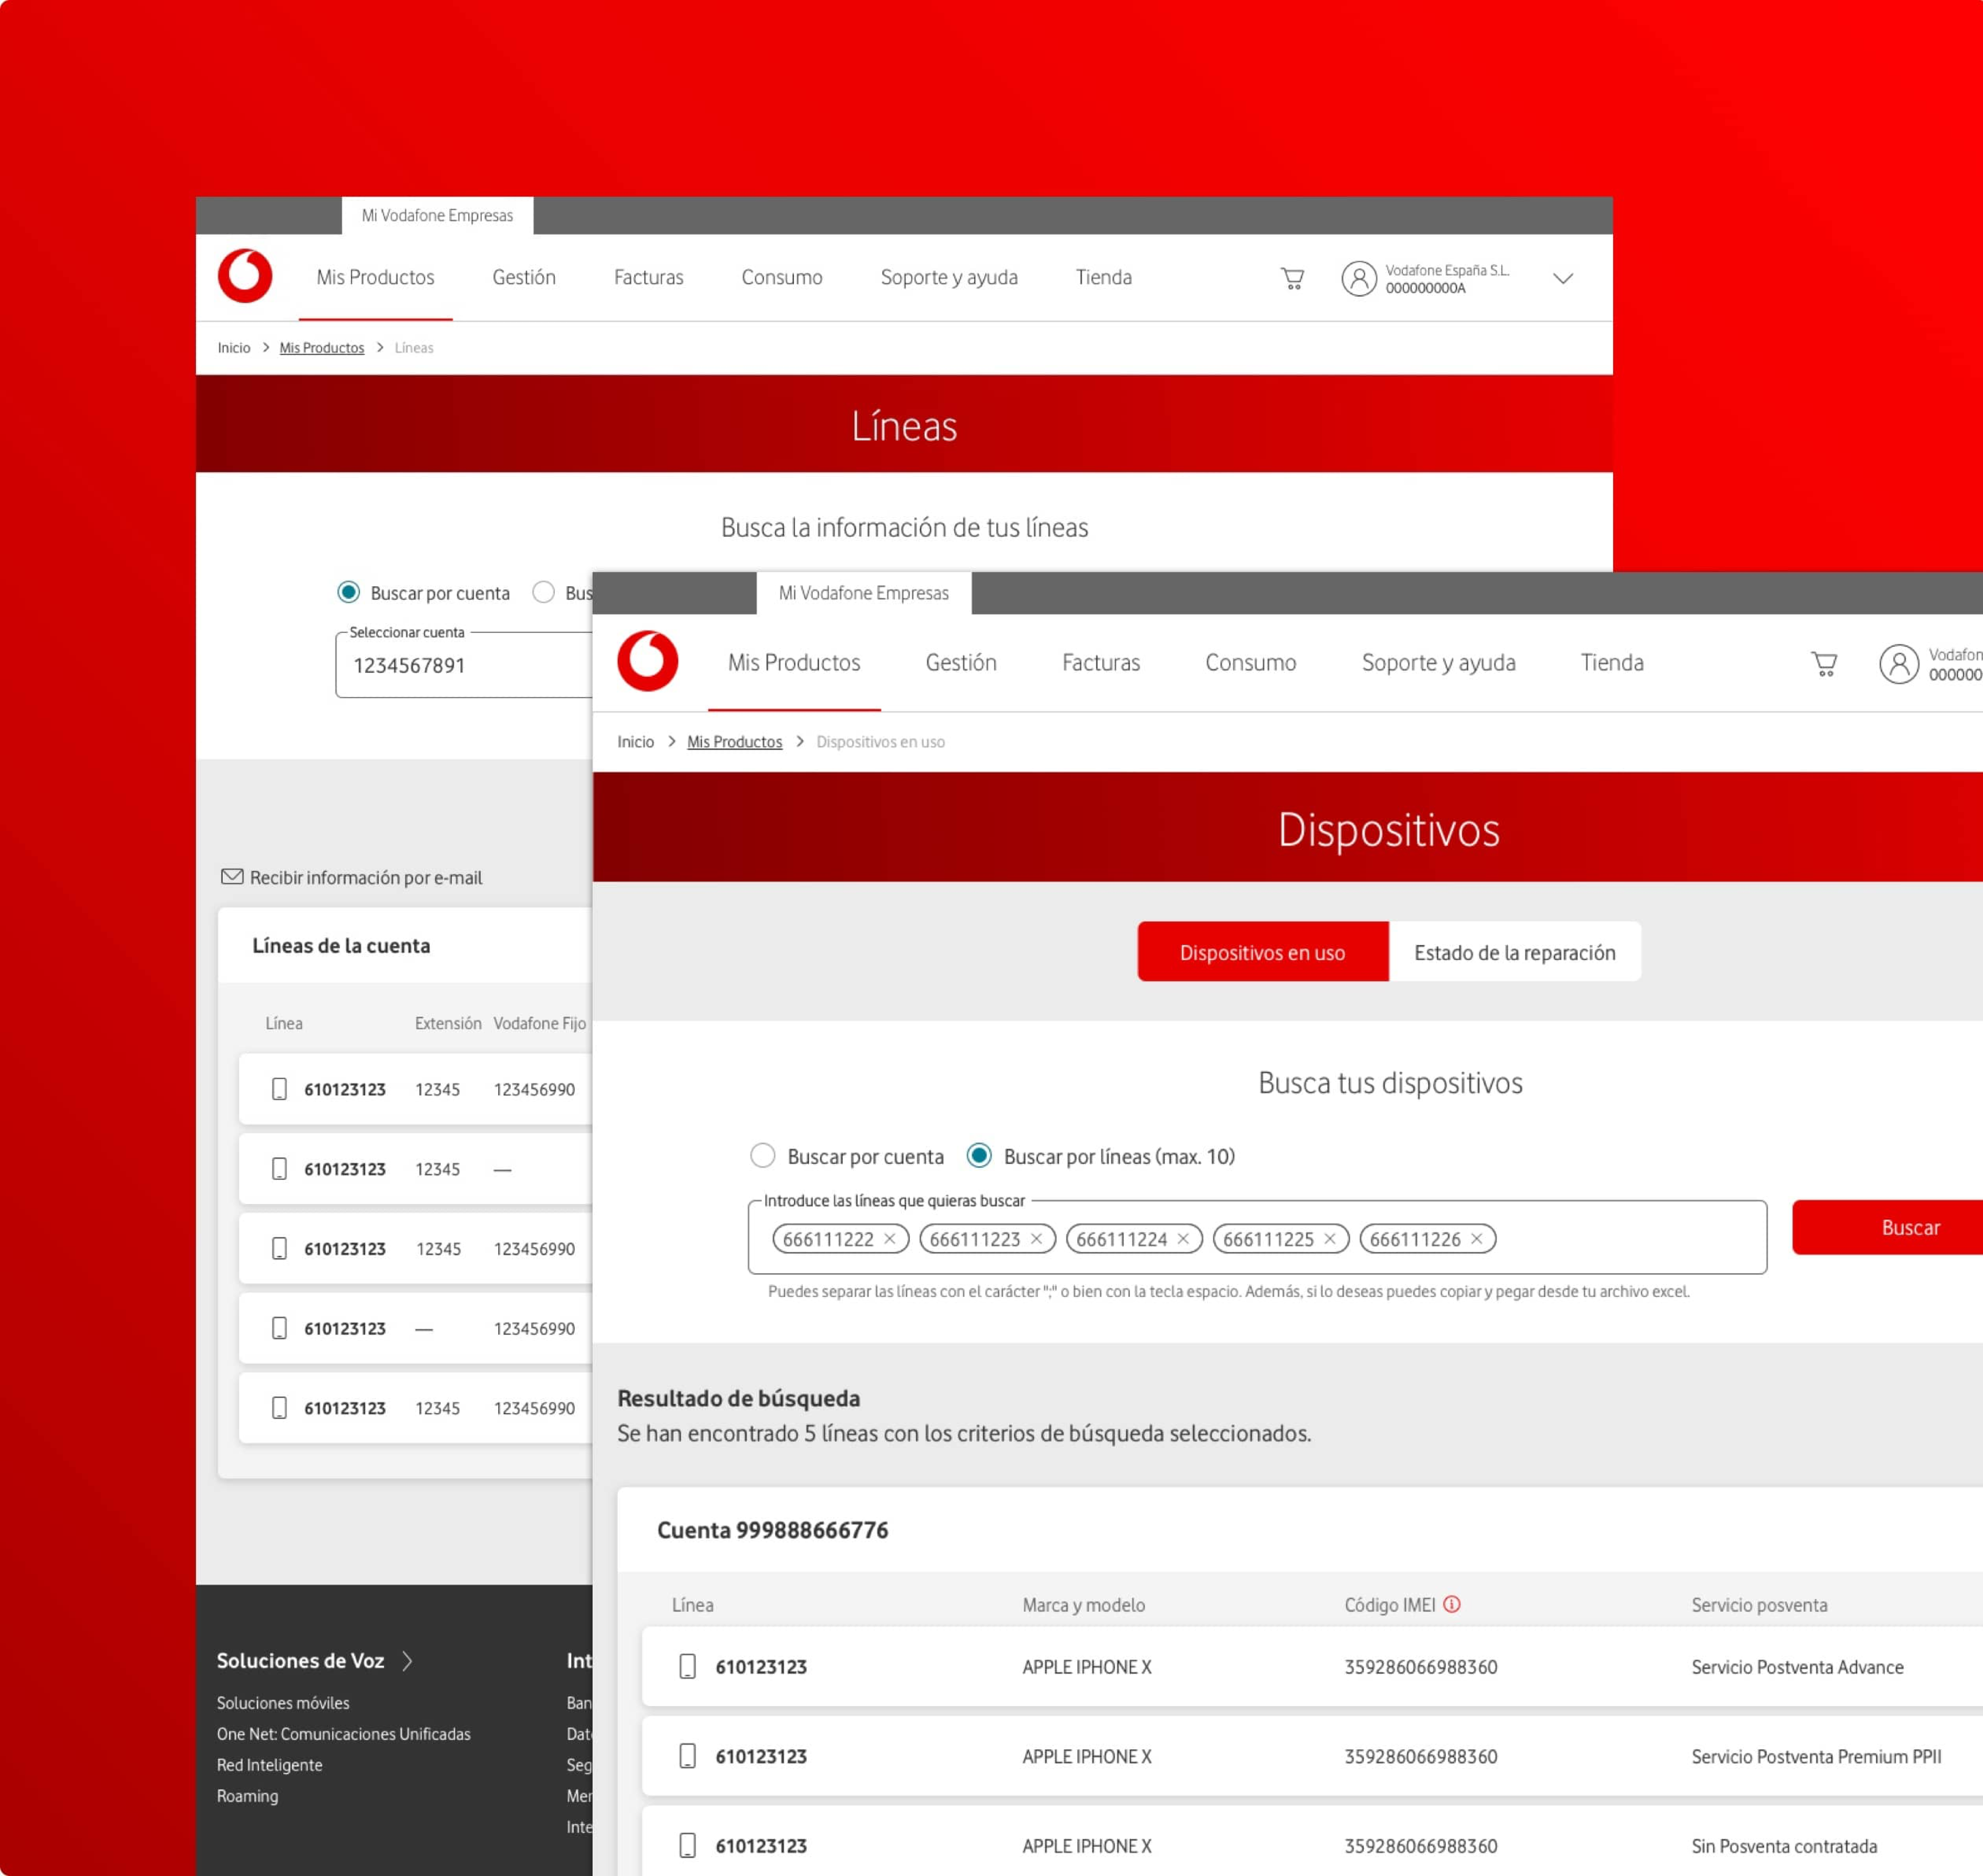 Mi Vodafone Empresas
Mis Productos Gestión Facturas Consumo Soporte y ayuda Tienda Vodafone España S.L.
000000000A
Inicio > Mis Productos > Líneas
Líneas
Busca la información de tus líneas
Buscar por cuenta
Seleccionar cuenta
1234567891
Recibir información por e-mail
Líneas de la cuenta
Línea Extensión Vodafone Fijo
610123123 12345 123456990
610123123 12345 —
610123123 12345 123456990
610123123 — 123456990
610123123 12345 123456990
Soluciones de Voz
Soluciones móviles
One Net: Comunicaciones Unificadas
Red Inteligente
Roaming
Mi Vodafone Empresas
Mis Productos Gestión Facturas Consumo Soporte y ayuda Tienda
Inicio > Mis Productos > Dispositivos en uso
Dispositivos
Dispositivos en uso Estado de la reparación
Busca tus dispositivos
Buscar por cuenta Buscar por líneas (max. 10)
Introduce las líneas que quieras buscar
666111222 × 666111223 × 666111224 × 666111225 × 666111226 ×
Buscar
Puedes separar las líneas con el carácter ";" o bien con la tecla espacio. Además, si lo deseas puedes copiar y pegar desde tu archivo excel.
Resultado de búsqueda
Se han encontrado 5 líneas con los criterios de búsqueda seleccionados.
Cuenta 999888666776
Línea Marca y modelo Código IMEI Servicio posventa
610123123 APPLE IPHONE X 359286066988360 Servicio Postventa Advance
610123123 APPLE IPHONE X 359286066988360 Servicio Postventa Premium PPII
610123123 APPLE IPHONE X 359286066988360 Sin Posventa contratada